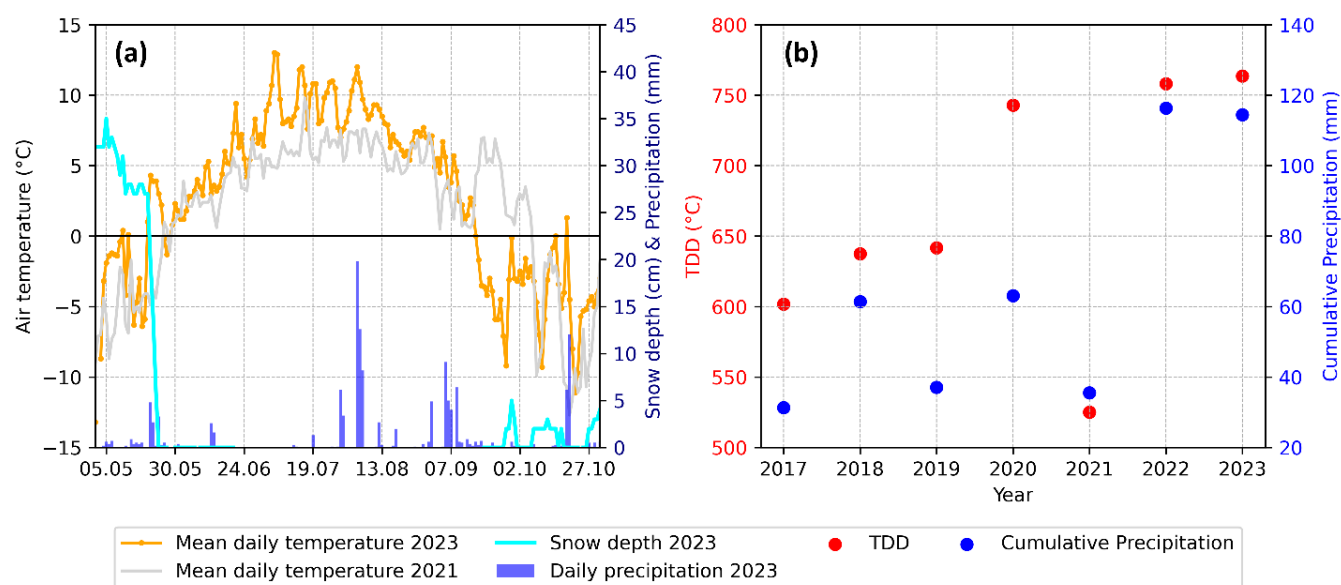 (a)
Air temperature (°C)
15
10
5
0
−5
−10
−15
05.05 30.05 24.06 19.07 13.08 07.09 02.10 27.10
45
40
35
30
25
20
15
10
5
0
Snow depth (cm) & Precipitation (mm)
(b)
TDD (°C)
800
750
700
650
600
550
500
2017 2018 2019 2020 2021 2022 2023
Year
140
120
100
80
60
40
20
Cumulative Precipitation (mm)
Mean daily temperature 2023
Mean daily temperature 2021
Snow depth 2023
Daily precipitation 2023
TDD
Cumulative Precipitation